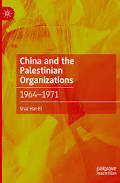 China and the
Palestinian
Organizations
1964–1971
Shai Har-El
palgrave
macmillan